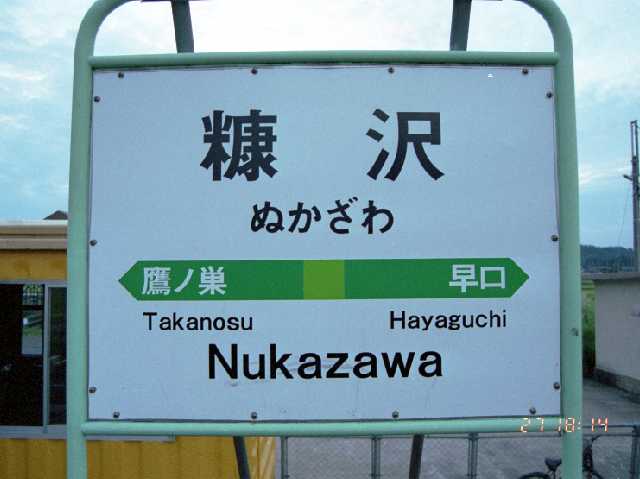 糠沢
ぬかざわ
鷹ノ巣 早口
Takanosu Hayaguchi
Nukazawa
27 18:14